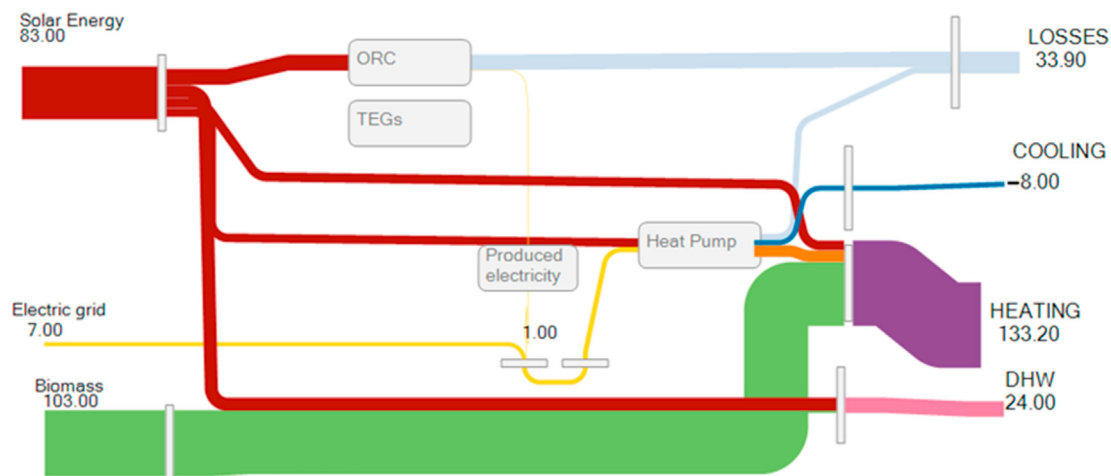 Solar Energy
83.00
ORC
TEGs
LOSSES
33.90
COOLING
–8.00
Heat Pump
Produced
electricity
Electric grid
7.00
1.00
HEATING
133.20
Biomass
103.00
DHW
24.00